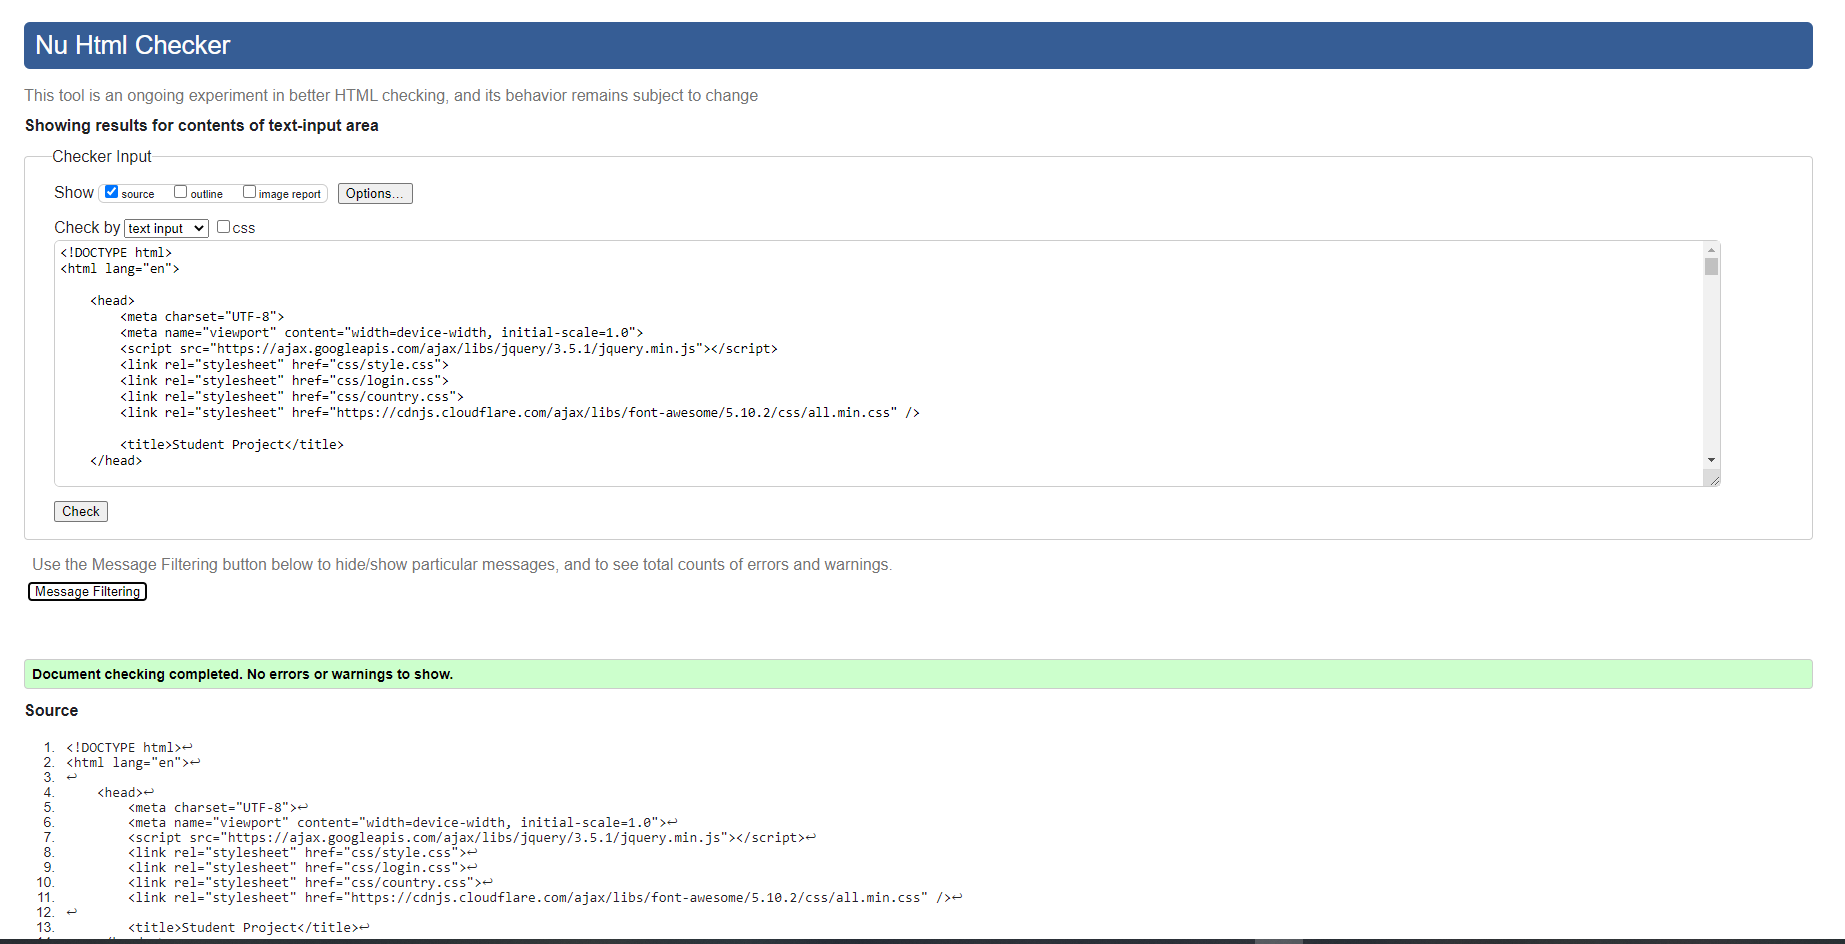 Nu Html Checker
This tool is an ongoing experiment in better HTML checking, and its behavior remains subject to change
Showing results for contents of text-input area
Checker Input
Show source outline image report Options...
Check by text input css
<!DOCTYPE html>
<html lang="en">
<head>
<meta charset="UTF-8">
<meta name="viewport" content="width=device-width, initial-scale=1.0">
<script src="https://ajax.googleapis.com/ajax/libs/jquery/3.5.1/jquery.min.js"></script>
<link rel="stylesheet" href="css/style.css">
<link rel="stylesheet" href="css/login.css">
<link rel="stylesheet" href="css/country.css">
<link rel="stylesheet" href="https://cdnjs.cloudflare.com/ajax/libs/font-awesome/5.10.2/css/all.min.css" />
<title>Student Project</title>
</head>
Check
Use the Message Filtering button below to hide/show particular messages, and to see total counts of errors and warnings.
Message Filtering
Document checking completed. No errors or warnings to show.
Source
1. <!DOCTYPE html>↩
2. <html lang="en">↩
3. ↩
4. <head>↩
5. <meta charset="UTF-8">↩
6. <meta name="viewport" content="width=device-width, initial-scale=1.0">↩
7. <script src="https://ajax.googleapis.com/ajax/libs/jquery/3.5.1/jquery.min.js"></script>↩
8. <link rel="stylesheet" href="css/style.css">↩
9. <link rel="stylesheet" href="css/login.css">↩
10. <link rel="stylesheet" href="css/country.css">↩
11. <link rel="stylesheet" href="https://cdnjs.cloudflare.com/ajax/libs/font-awesome/5.10.2/css/all.min.css" />↩
12. ↩
13. <title>Student Project</title>↩